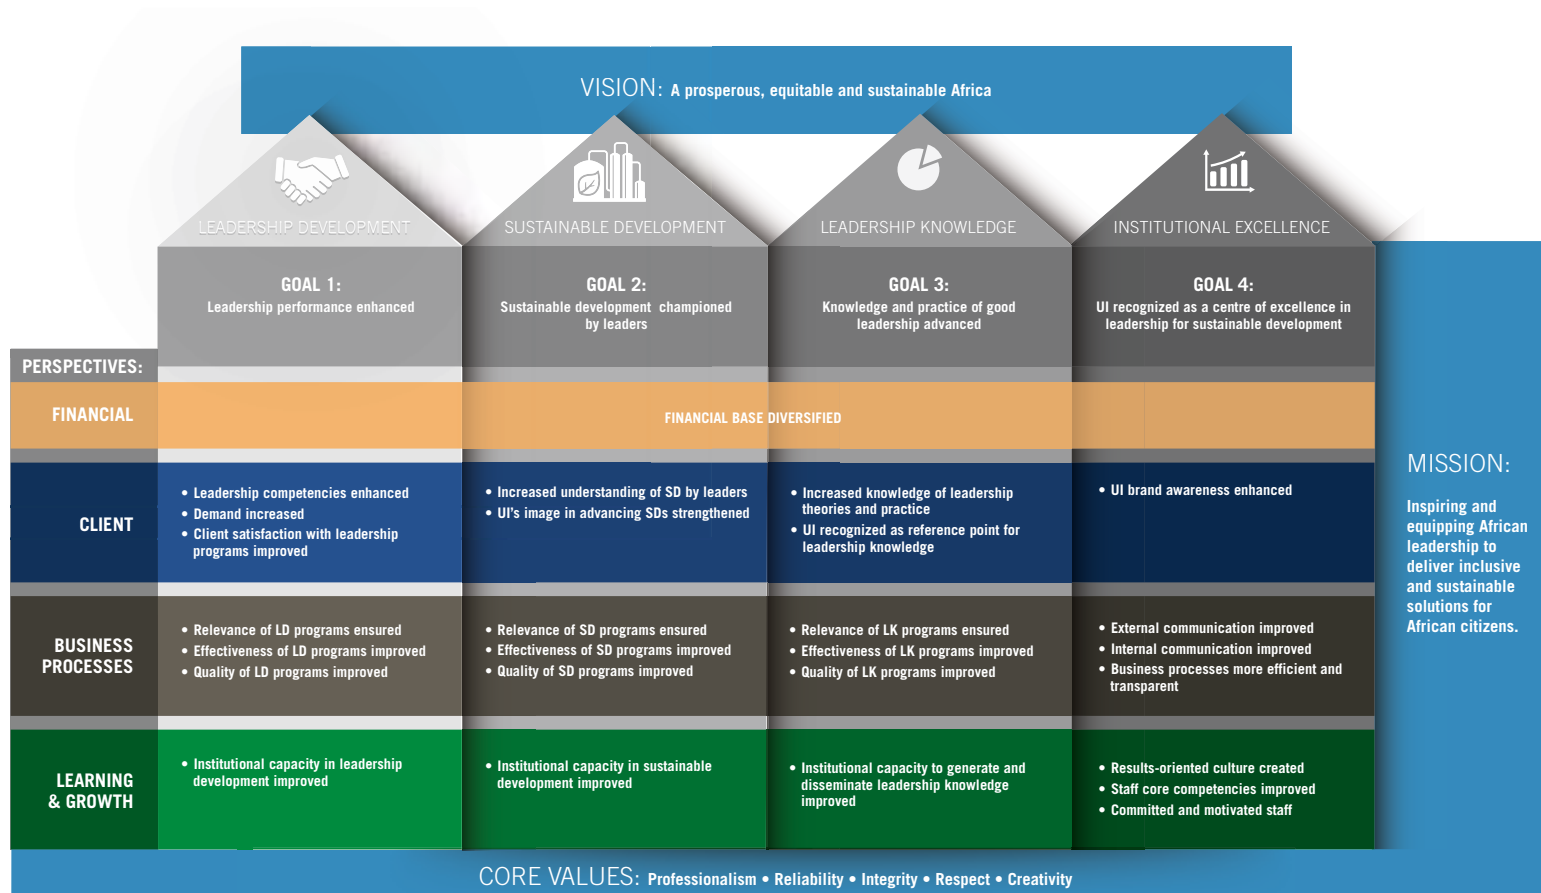 VISION: A prosperous, equitable and sustainable Africa
LEADERSHIP DEVELOPMENT
SUSTAINABLE DEVELOPMENT
LEADERSHIP KNOWLEDGE
INSTITUTIONAL EXCELLENCE
GOAL 1:
Leadership performance enhanced
GOAL 2:
Sustainable development championed
by leaders
GOAL 3:
Knowledge and practice of good
leadership advanced
GOAL 4:
UI recognized as a centre of excellence in
leadership for sustainable development
PERSPECTIVES:
FINANCIAL
FINANCIAL BASE DIVERSIFIED
CLIENT
• Leadership competencies enhanced
• Demand increased
• Client satisfaction with leadership
programs improved
• Increased understanding of SD by leaders
• UI's image in advancing SDs strengthened
• Increased knowledge of leadership
theories and practice
• UI recognized as reference point for
leadership knowledge
• UI brand awareness enhanced
BUSINESS
PROCESSES
• Relevance of LD programs ensured
• Effectiveness of LD programs improved
• Quality of LD programs improved
• Relevance of SD programs ensured
• Effectiveness of SD programs improved
• Quality of SD programs improved
• Relevance of LK programs ensured
• Effectiveness of LK programs improved
• Quality of LK programs improved
• External communication improved
• Internal communication improved
• Business processes more efficient and
transparent
LEARNING
& GROWTH
• Institutional capacity in leadership
development improved
• Institutional capacity in sustainable
development improved
• Institutional capacity to generate and
disseminate leadership knowledge
improved
• Results-oriented culture created
• Staff core competencies improved
• Committed and motivated staff
MISSION:
Inspiring and
equipping African
leadership to
deliver inclusive
and sustainable
solutions for
African citizens.
CORE VALUES: Professionalism • Reliability • Integrity • Respect • Creativity